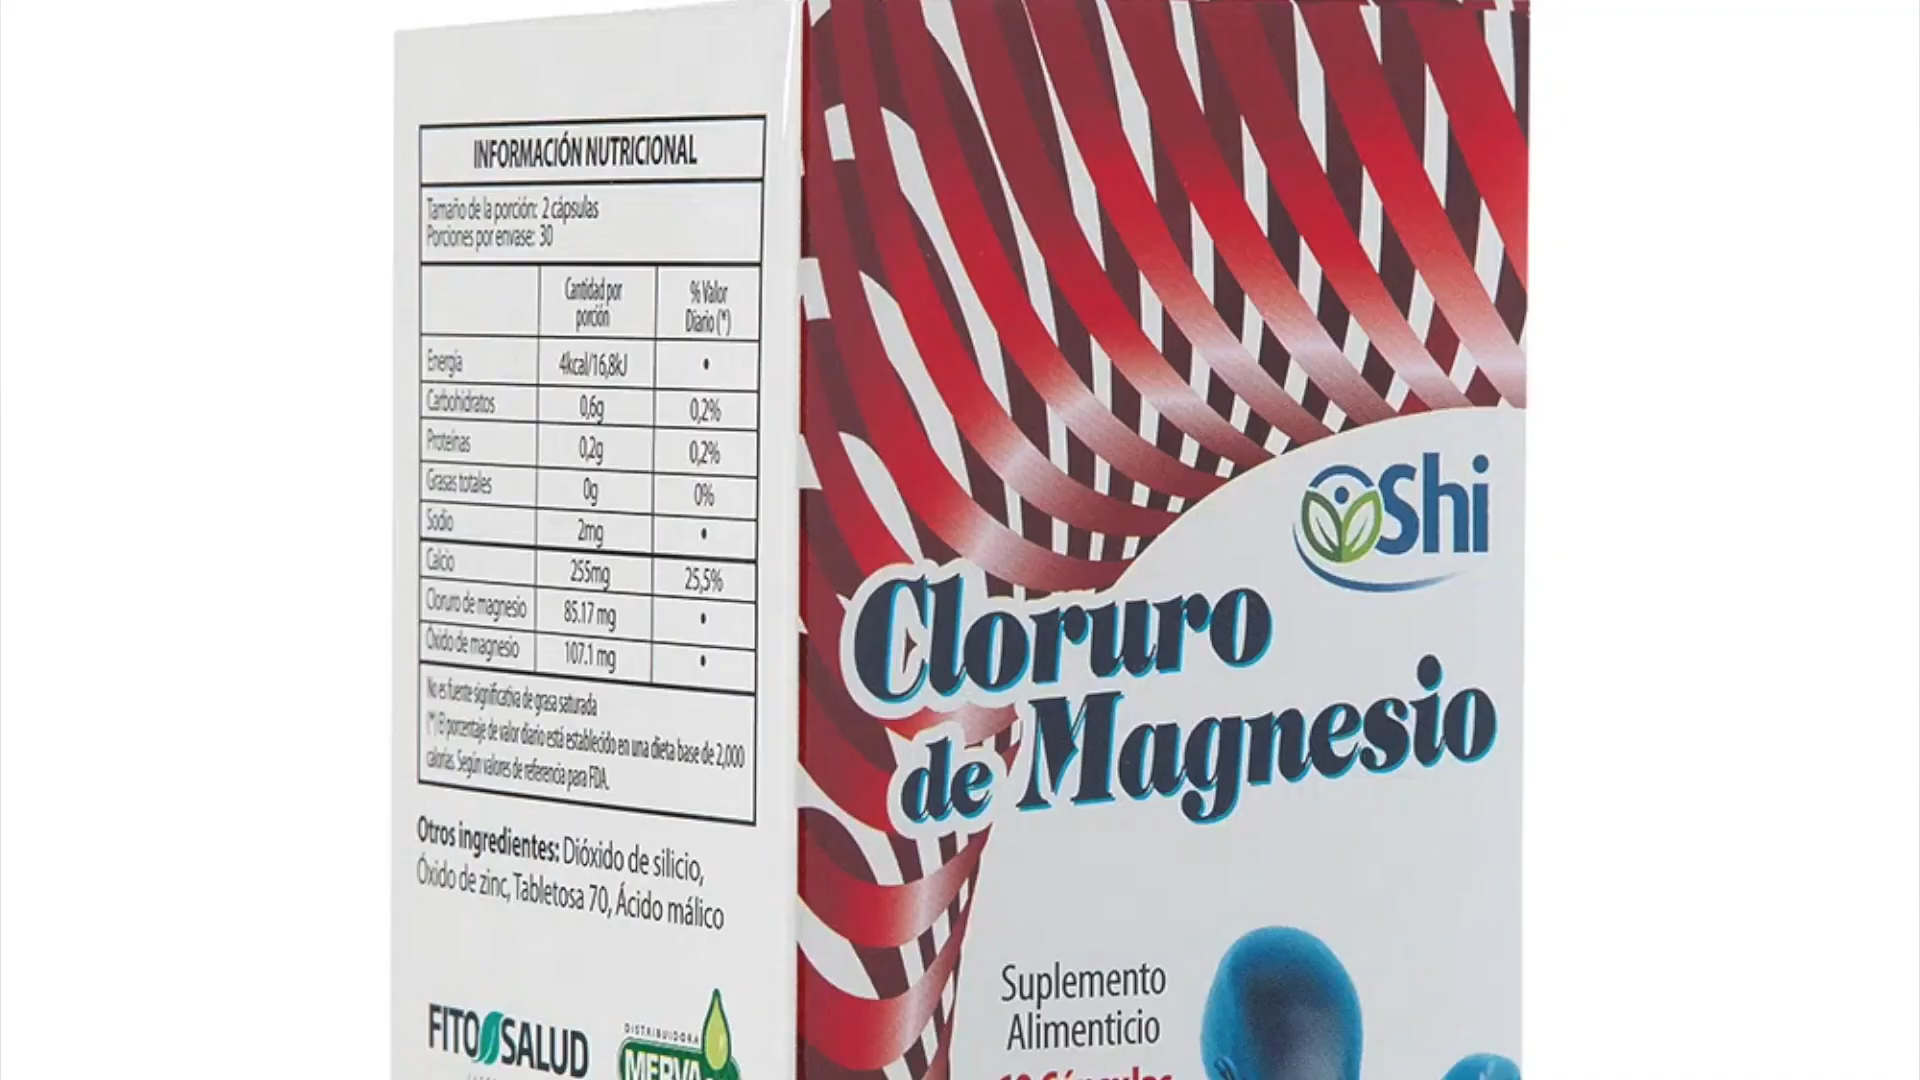 INFORMACIÓN NUTRICIONAL
Tamaño de la porción: 2 cápsulas
Porciones por envase: 30
Cantidad por porción
% Valor Diario (*)
Energía 4kcal/16,8kJ •
Carbohidratos 0,6g 0,2%
Proteínas 0,2g 0,2%
Grasas totales 0g 0%
Sodio 2mg •
Calcio 255mg 25,5%
Cloruro de magnesio 85.17 mg •
Óxido de magnesio 107.1 mg •
No es fuente significativa de grasa saturada
(*) El porcentaje de valor diario está establecido en una dieta base de 2,000
calorías. Según valores de referencia para FDA.
Otros ingredientes: Dióxido de silicio,
Óxido de zinc, Tabletosa 70, Ácido málico
FITO SALUD
DISTRIBUIDORA
Shi
Cloruro
de Magnesio
Suplemento
Alimenticio